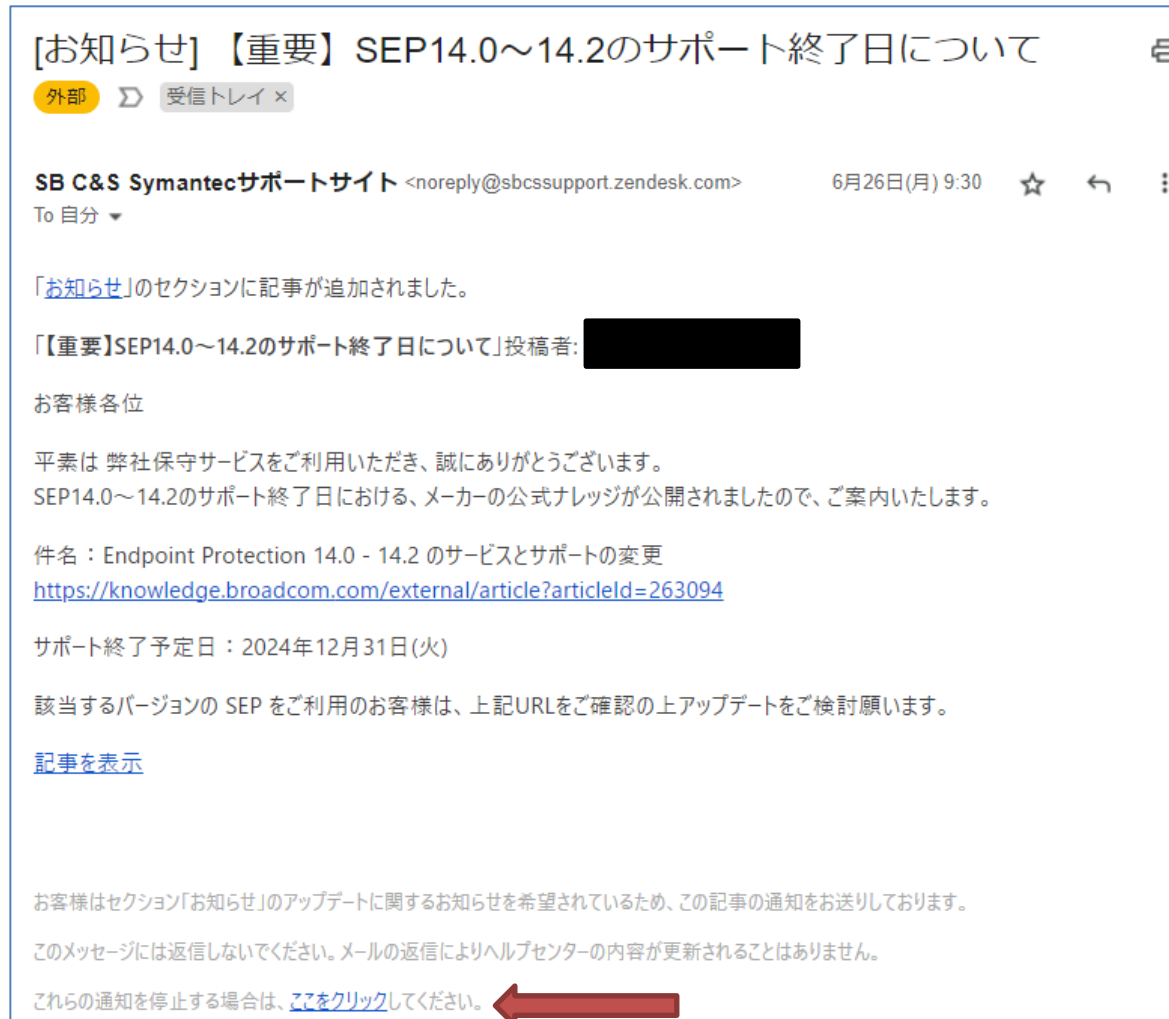 [お知らせ] 【重要】SEP14.0～14.2のサポート終了日について
外部 受信トレイ ×
SB C&S Symantecサポートサイト <noreply@sbcssupport.zendesk.com> 6月26日(月) 9:30
To 自分
「お知らせ」のセクションに記事が追加されました。
「【重要】SEP14.0～14.2のサポート終了日について」投稿者:
お客様各位
平素は 弊社保守サービスをご利用いただき、誠にありがとうございます。
SEP14.0～14.2のサポート終了日における、メーカーの公式ナレッジが公開されましたので、ご案内いたします。
件名：Endpoint Protection 14.0 - 14.2 のサービスとサポートの変更
https://knowledge.broadcom.com/external/article?articleId=263094
サポート終了予定日：2024年12月31日(火)
該当するバージョンの SEP をご利用のお客様は、上記URLをご確認の上アップデートをご検討願います。
記事を表示
お客様はセクション「お知らせ」のアップデートに関するお知らせを希望されているため、この記事の通知をお送りしております。
このメッセージには返信しないでください。メールの返信によりヘルプセンターの内容が更新されることはありません。
これらの通知を停止する場合は、ここをクリックしてください。